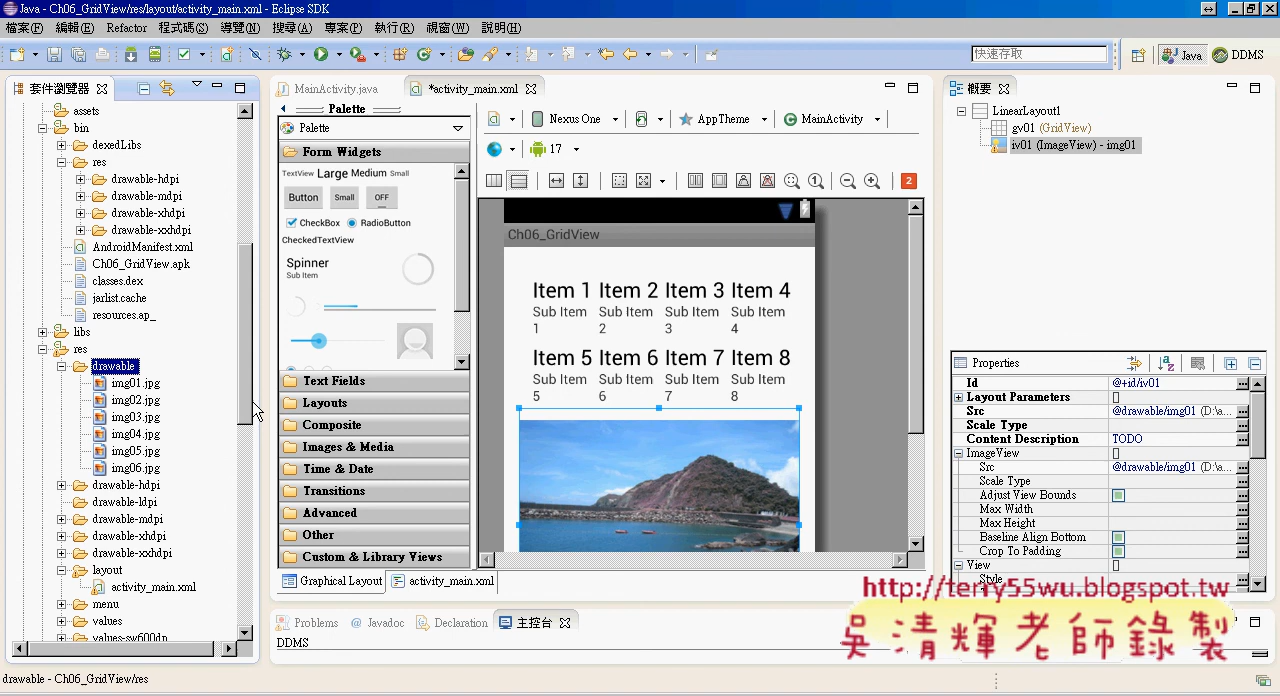 Java - Ch06_GridView/res/layout/activity_main.xml - Eclipse SDK
檔案(F) 編輯(E) Refactor 程式碼(S) 導覽(N) 搜尋(A) 專案(P) 執行(R) 視窗(W) 說明(H)
快速存取
Java
DDMS
套件瀏覽器
assets
bin
dexedLibs
res
drawable-hdpi
drawable-mdpi
drawable-xhdpi
drawable-xxhdpi
AndroidManifest.xml
Ch06_GridView.apk
classes.dex
jarlist.cache
resources.ap_
libs
res
drawable
img01.jpg
img02.jpg
img03.jpg
img04.jpg
img05.jpg
img06.jpg
drawable-hdpi
drawable-ldpi
drawable-mdpi
drawable-xhdpi
drawable-xxhdpi
layout
activity_main.xml
menu
values
values-sw600dp
MainActivity.java
*activity_main.xml
Palette
Palette
Form Widgets
TextView Large Medium Small
Button Small OFF
CheckBox RadioButton
CheckedTextView
Spinner
Sub Item
Text Fields
Layouts
Composite
Images & Media
Time & Date
Transitions
Advanced
Other
Custom & Library Views
Nexus One
AppTheme
MainActivity
17
2
Ch06_GridView
Item 1 Item 2 Item 3 Item 4
Sub Item Sub Item Sub Item Sub Item
1 2 3 4
Item 5 Item 6 Item 7 Item 8
Sub Item Sub Item Sub Item Sub Item
5 6 7 8
Graphical Layout
activity_main.xml
概要
LinearLayout1
gv01 (GridView)
iv01 (ImageView) - img01
Properties
Id @+id/iv01
Layout Parameters []
Src @drawable/img01 (D:\a...
Scale Type
Content Description TODO
ImageView []
Src @drawable/img01 (D:\a...
Scale Type
Adjust View Bounds
Max Width
Max Height
Baseline Align Bottom
Crop To Padding
View []
Style
http://terry55wu.blogspot.tw
吳清輝老師錄製
Problems @ Javadoc Declaration 主控台
DDMS
drawable - Ch06_GridView/res